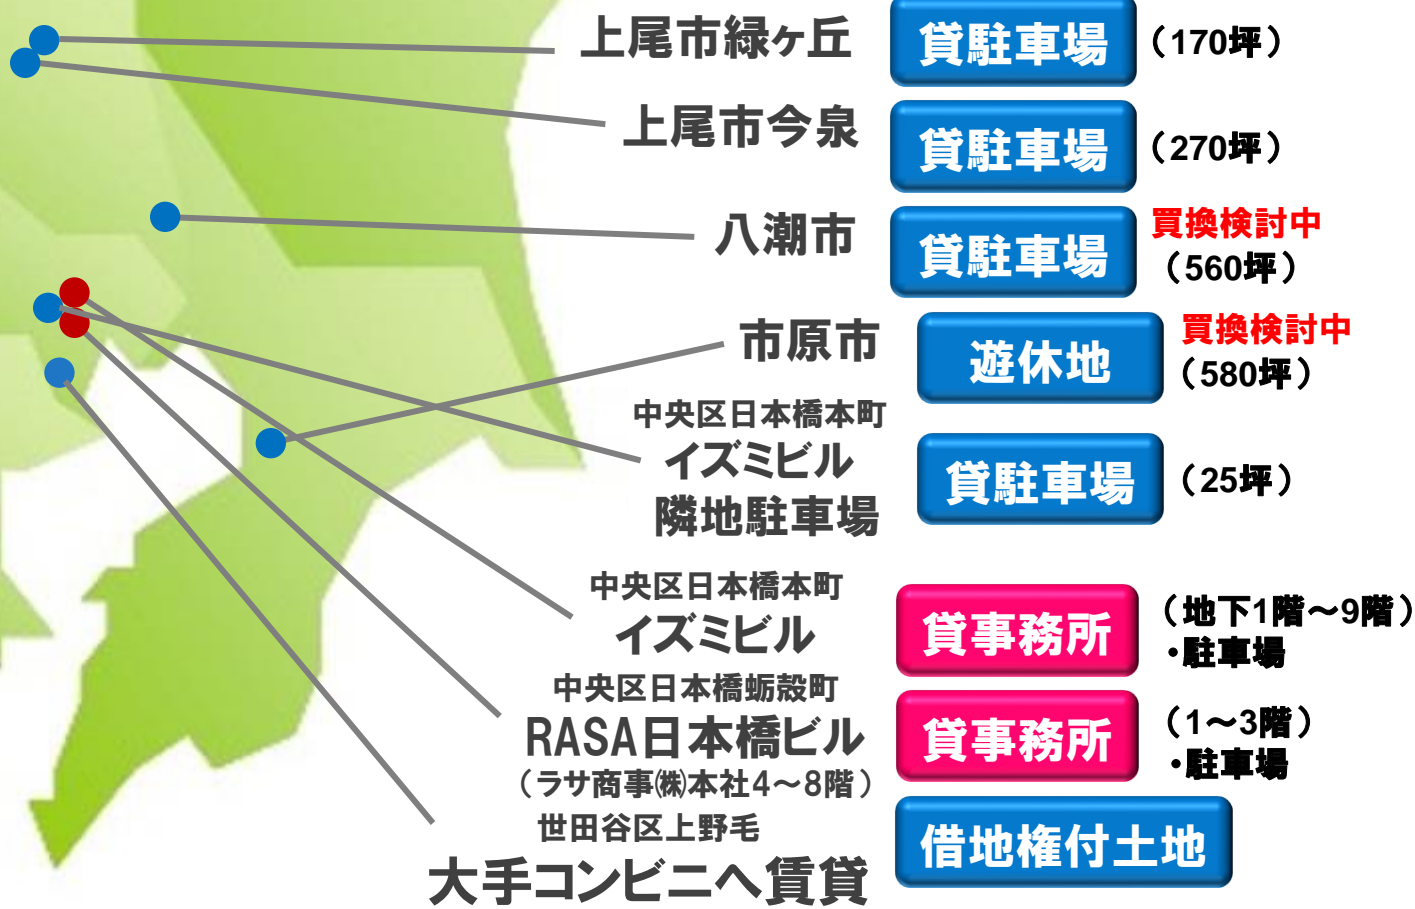 上尾市緑ヶ丘 貸駐車場 （170坪）
上尾市今泉 貸駐車場 （270坪）
八潮市 貸駐車場 買換検討中
（560坪）
市原市 遊休地 買換検討中
（580坪）
中央区日本橋本町
イズミビル
隣地駐車場 貸駐車場 （25坪）
中央区日本橋本町
イズミビル 貸事務所 （地下1階～9階）
・駐車場
中央区日本橋蛎殻町
RASA日本橋ビル 貸事務所 （1～3階）
・駐車場
（ラサ商事㈱本社4～8階）
世田谷区上野毛
大手コンビニへ賃貸 借地権付土地